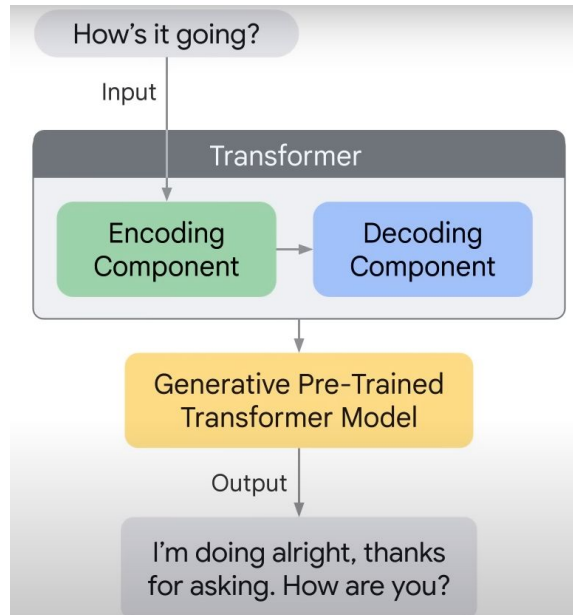 How's it going?
Input
Transformer
Encoding
Component
Decoding
Component
Generative Pre-Trained
Transformer Model
Output
I'm doing alright, thanks
for asking. How are you?